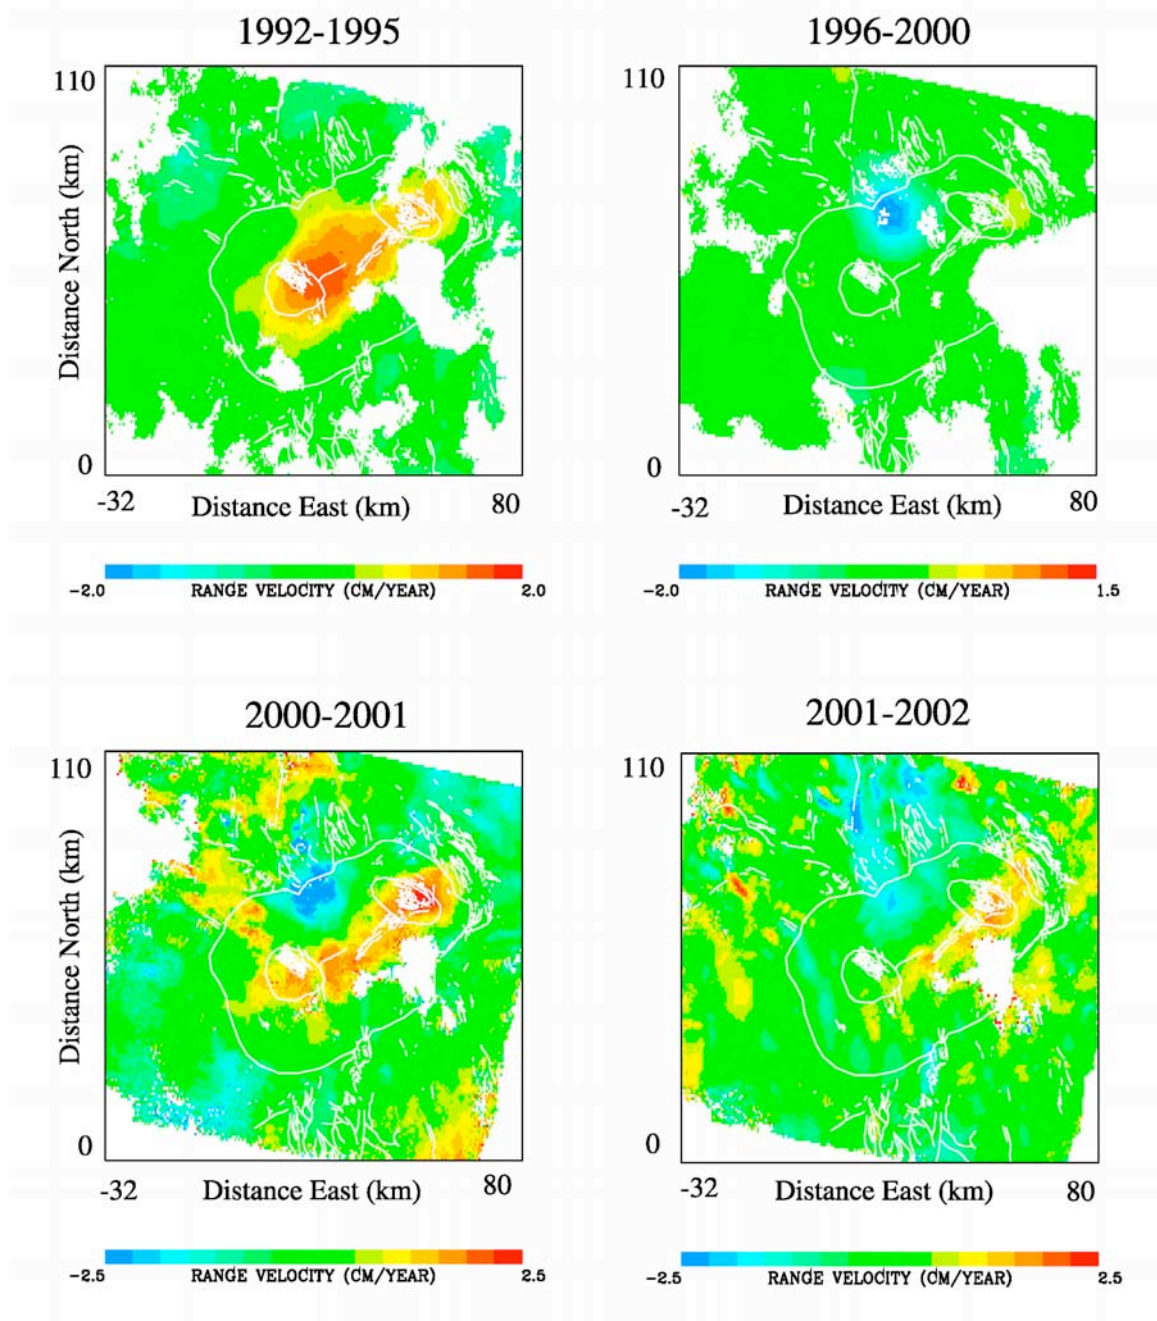 1992-1995
1996-2000
110
110
Distance North (km)
0
0
-32
Distance East (km)
80
-32
Distance East (km)
80
-2.0
RANGE VELOCITY (CM/YEAR)
2.0
-2.0
RANGE VELOCITY (CM/YEAR)
1.5
2000-2001
2001-2002
110
110
Distance North (km)
0
0
-32
Distance East (km)
80
-32
Distance East (km)
80
-2.5
RANGE VELOCITY (CM/YEAR)
2.5
-2.5
RANGE VELOCITY (CM/YEAR)
2.5